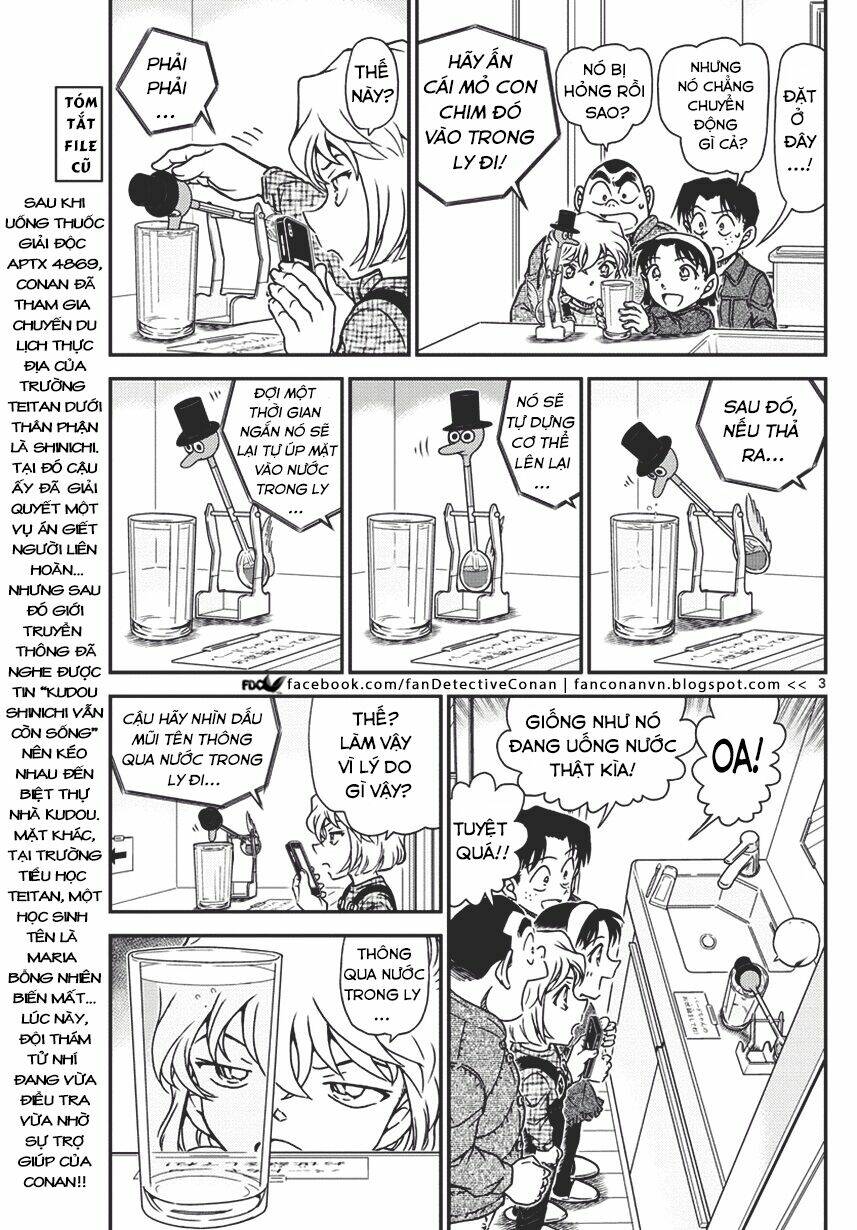 ĐẶT
Ở
ĐÂY
...!
NHƯNG
NÓ CHẲNG
CHUYỂN
ĐỘNG
GÌ CẢ?
NÓ BỊ
HỎNG RỒI
SAO?
HÃY ẤN
CÁI MỎ CON
CHIM ĐÓ
VÀO TRONG
LY ĐI!
THẾ
NÀY?
PHẢI
PHẢI
...
TÓM
TẮT
FILE
CŨ
SAU KHI
UỐNG THUỐC
GIẢI ĐỘC
APTX 4869,
CONAN ĐÃ
THAM GIA
CHUYẾN DU
LỊCH THỰC
ĐỊA CỦA
TRƯỜNG
TEITAN DƯỚI
THÂN PHẬN
LÀ SHINICHI.
TẠI ĐÓ CẬU
ẤY ĐÃ GIẢI
QUYẾT MỘT
VỤ ÁN GIẾT
NGƯỜI LIÊN
HOÀN...
NHƯNG SAU
ĐÓ GIỚI
TRUYỀN
THÔNG ĐÃ
NGHE ĐƯỢC
TIN “KUDOU
SHINICHI VẪN
CÒN SỐNG”
NÊN KÉO
NHAU ĐẾN
BIỆT THỰ
NHÀ KUDOU.
MẶT KHÁC,
TẠI TRƯỜNG
TIỂU HỌC
TEITAN, MỘT
HỌC SINH
TÊN LÀ
MARIA
BỖNG NHIÊN
BIẾN MẤT...
LÚC NÀY,
ĐỘI THÁM
TỬ NHÍ
ĐANG VỪA
ĐIỀU TRA
VỪA NHỜ
SỰ TRỢ
GIÚP CỦA
CONAN!!
SAU ĐÓ,
NẾU THẢ
RA...
NÓ SẼ
TỰ DỰNG
CƠ THỂ
LÊN LẠI
...
ĐỢI MỘT
THỜI GIAN
NGẮN NÓ SẼ
LẠI TỰ ÚP MẶT
VÀO NƯỚC
TRONG LY
...
FDC facebook.com/fanDetectiveConan | fanconanvn.blogspot.com << 3
OA!
GIỐNG NHƯ NÓ
ĐANG UỐNG NƯỚC
THẬT KÌA!
TUYỆT
QUÁ!!
THẾ?
LÀM VẬY
VÌ LÝ DO
GÌ VẬY?
CẬU HÃY NHÌN DẤU
MŨI TÊN THÔNG
QUA NƯỚC TRONG
LY ĐI...
THÔNG
QUA NƯỚC
TRONG LY
...